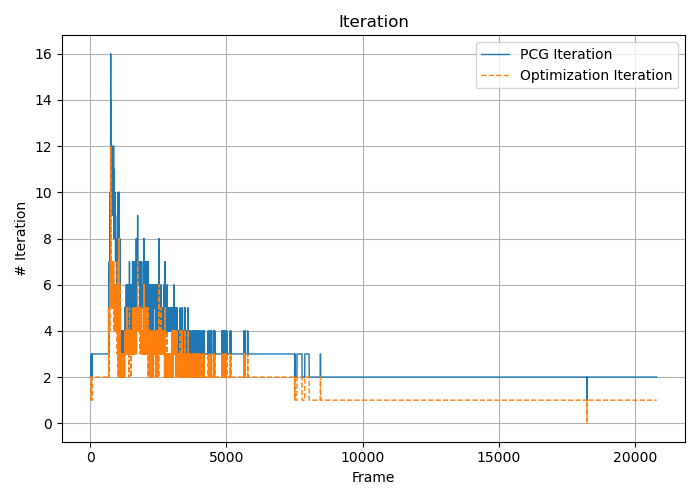 Iteration
PCG Iteration
Optimization Iteration
# Iteration
16
14
12
10
8
6
4
2
0
0 5000 10000 15000 20000
Frame